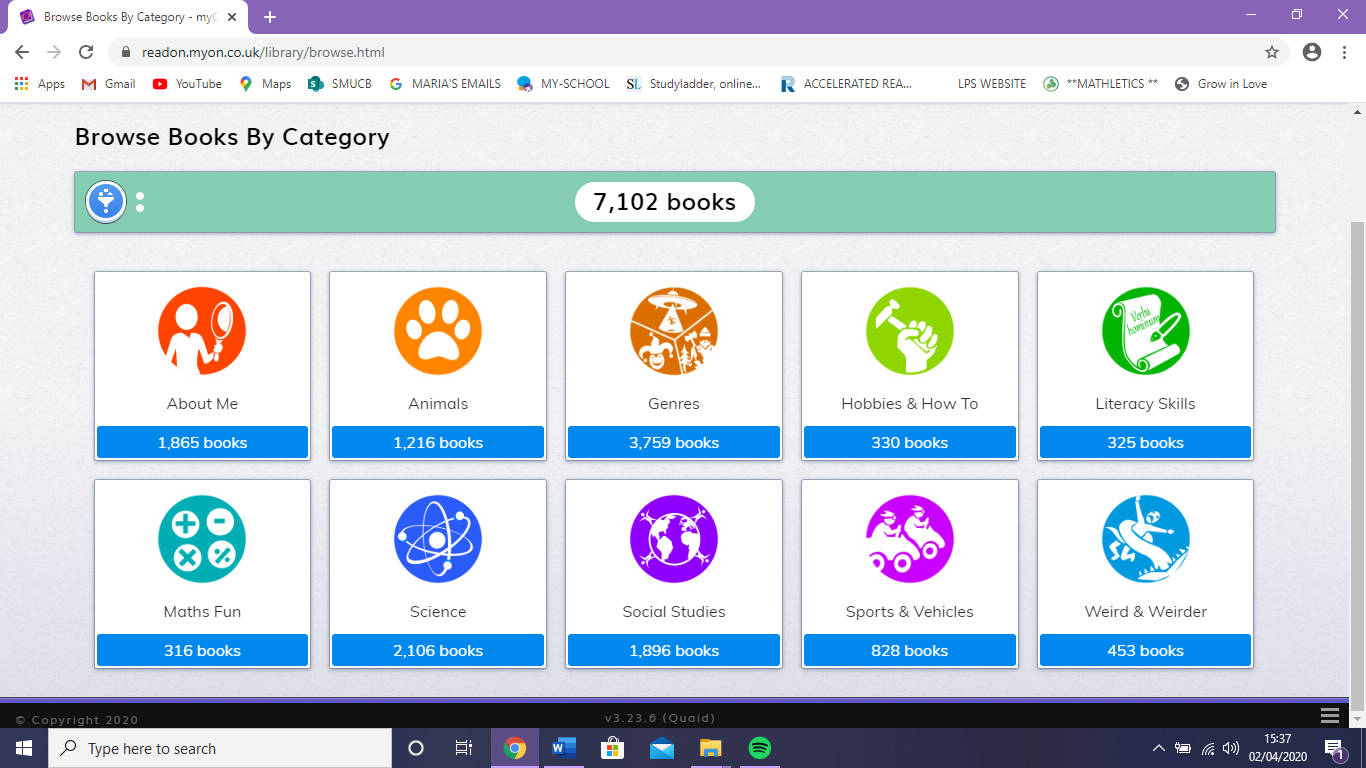 Browse Books By Category - myC
readon.myon.co.uk/library/browse.html
Apps Gmail YouTube Maps SMUCB MARIA'S EMAILS MY-SCHOOL SL Studyladder, online... ACCELERATED REA... LPS WEBSITE **MATHLETICS ** Grow in Love
Browse Books By Category
: 7,102 books
Verba hominum
About Me Animals Genres Hobbies & How To Literacy Skills
1,865 books 1,216 books 3,759 books 330 books 325 books
Maths Fun Science Social Studies Sports & Vehicles Weird & Weirder
316 books 2,106 books 1,896 books 828 books 453 books
© Copyright 2020 v3.23.6 (Quaid)
Type here to search
15:37
02/04/2020
1